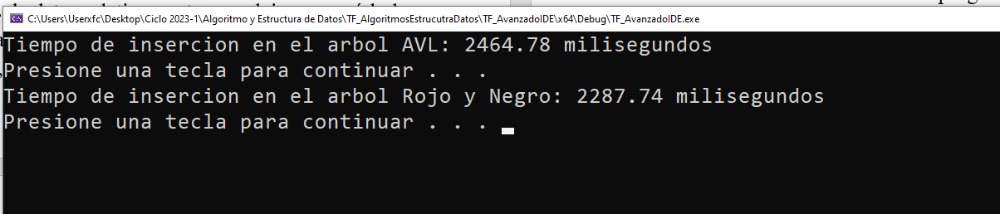 C:\Users\Userxfc\Desktop\Ciclo 2023-1\Algoritmo y Estructura de Datos\TF_AlgoritmosEstrucutraDatos\TF_AvanzadoIDE\x64\Debug\TF_AvanzadoIDE.exe
Tiempo de insercion en el arbol AVL: 2464.78 milisegundos
Presione una tecla para continuar . . .
Tiempo de insercion en el arbol Rojo y Negro: 2287.74 milisegundos
Presione una tecla para continuar . . .